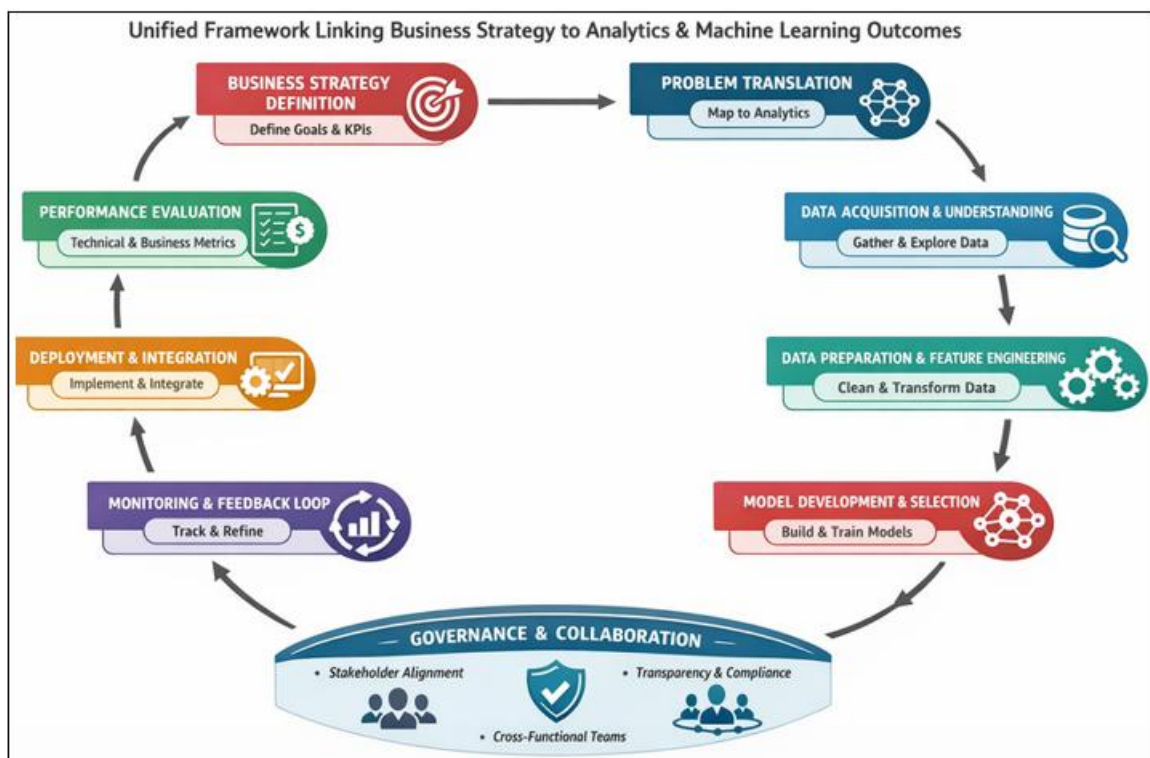 Unified Framework Linking Business Strategy to Analytics & Machine Learning Outcomes
BUSINESS STRATEGY
DEFINITION
Define Goals & KPIs
PROBLEM TRANSLATION
Map to Analytics
DATA ACQUISITION & UNDERSTANDING
Gather & Explore Data
DATA PREPARATION & FEATURE ENGINEERING
Clean & Transform Data
MODEL DEVELOPMENT & SELECTION
Build & Train Models
GOVERNANCE & COLLABORATION
• Stakeholder Alignment
• Transparency & Compliance
• Cross-Functional Teams
MONITORING & FEEDBACK LOOP
Track & Refine
DEPLOYMENT & INTEGRATION
Implement & Integrate
PERFORMANCE EVALUATION
Technical & Business Metrics
$